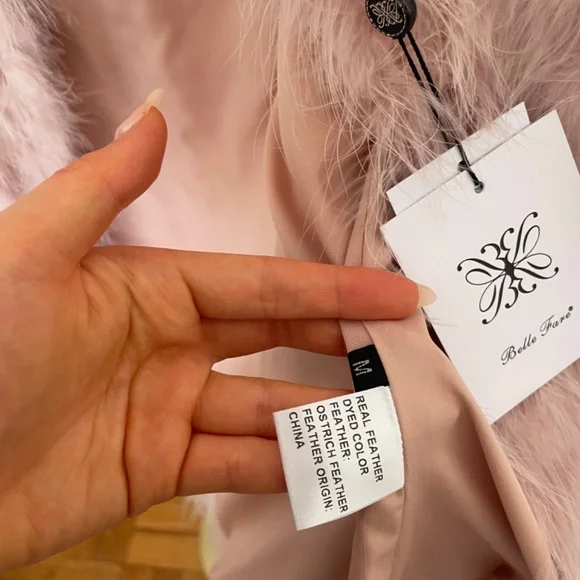 Belle Fare®
M
REAL FEATHER
DYED COLOR
FEATHER:
OSTRICH FEATHER
FEATHER ORIGIN:
CHINA